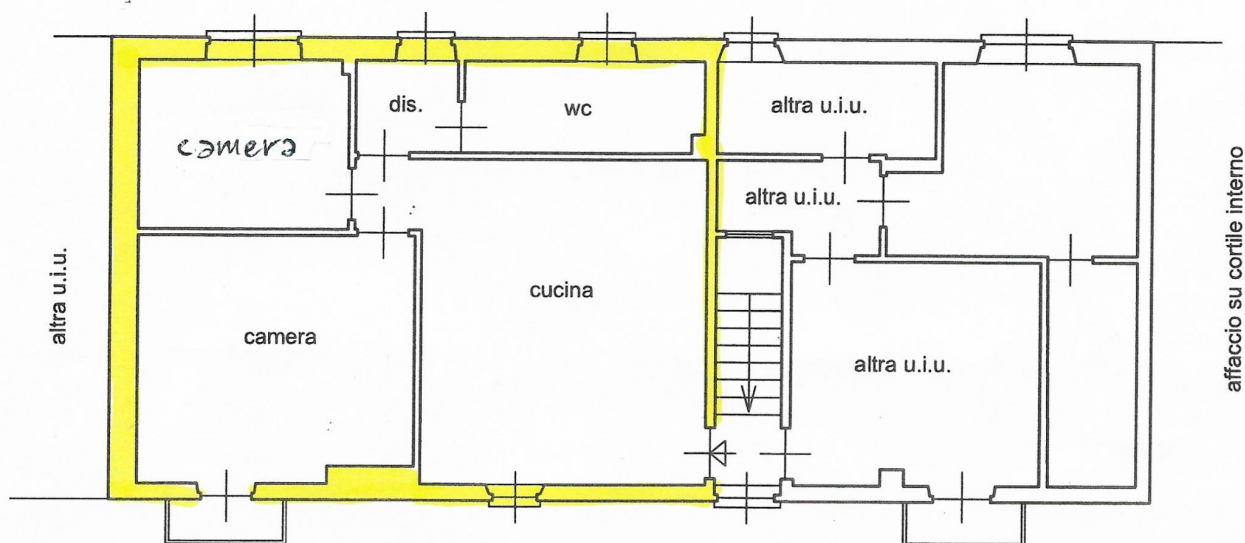 dis.
wc
altra u.i.u.
camera
altra u.i.u.
altra u.i.u.
cucina
camera
altra u.i.u.
affaccio su cortile interno